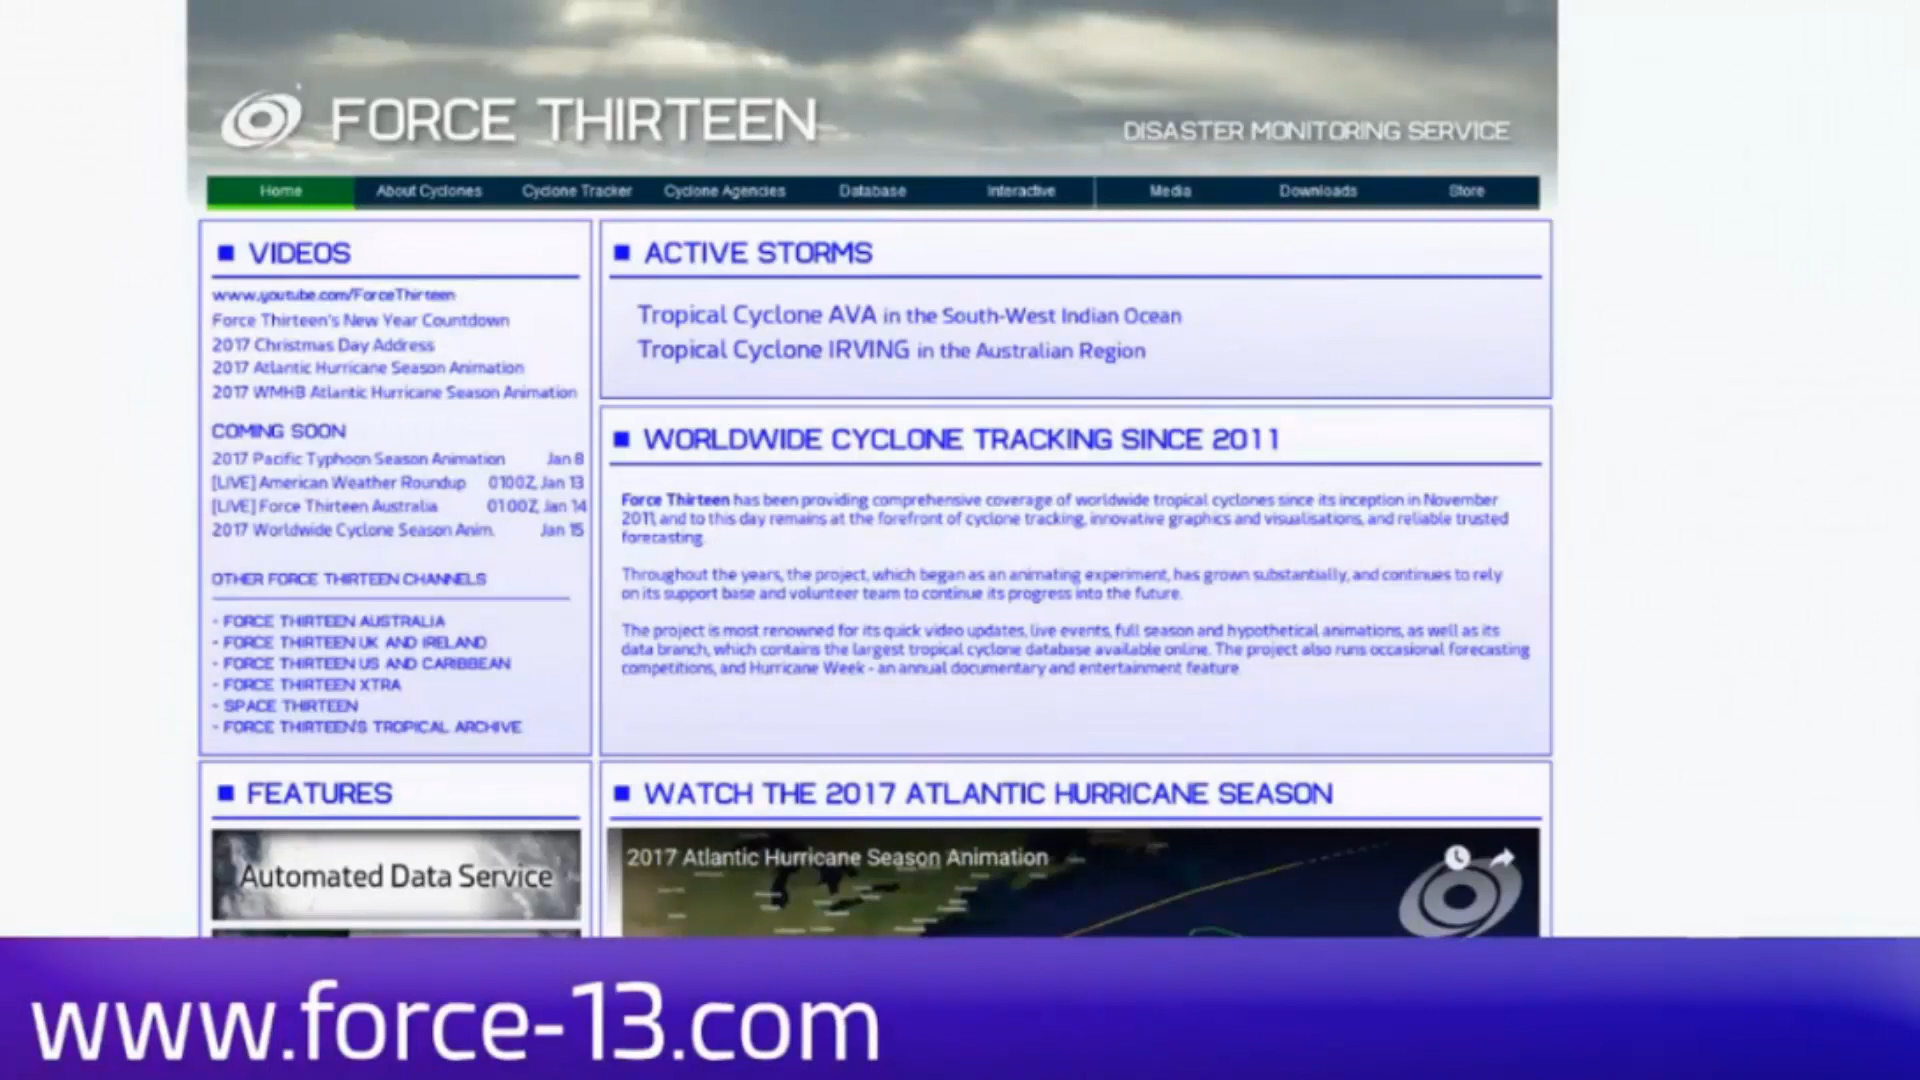 FORCE THIRTEEN
DISASTER MONITORING SERVICE
Home About Cyclones Cyclone Tracker Cyclone Agencies Database Interactive Media Downloads Store
VIDEOS
www.youtube.com/ForceThirteen
Force Thirteen's New Year Countdown
2017 Christmas Day Address
2017 Atlantic Hurricane Season Animation
2017 WMHB Atlantic Hurricane Season Animation
COMING SOON
2017 Pacific Typhoon Season Animation Jan 8
[LIVE] American Weather Roundup 0100Z, Jan 13
[LIVE] Force Thirteen Australia 0100Z, Jan 14
2017 Worldwide Cyclone Season Anim. Jan 15
OTHER FORCE THIRTEEN CHANNELS
- FORCE THIRTEEN AUSTRALIA
- FORCE THIRTEEN UK AND IRELAND
- FORCE THIRTEEN US AND CARIBBEAN
- FORCE THIRTEEN XTRA
- SPACE THIRTEEN
- FORCE THIRTEEN'S TROPICAL ARCHIVE
ACTIVE STORMS
Tropical Cyclone AVA in the South-West Indian Ocean
Tropical Cyclone IRVING in the Australian Region
WORLDWIDE CYCLONE TRACKING SINCE 2011
Force Thirteen has been providing comprehensive coverage of worldwide tropical cyclones since its inception in November
2011, and to this day remains at the forefront of cyclone tracking, innovative graphics and visualisations, and reliable trusted
forecasting.
Throughout the years, the project, which began as an animating experiment, has grown substantially, and continues to rely
on its support base and volunteer team to continue its progress into the future.
The project is most renowned for its quick video updates, live events, full season and hypothetical animations, as well as its
data branch, which contains the largest tropical cyclone database available online. The project also runs occasional forecasting
competitions, and Hurricane Week - an annual documentary and entertainment feature
FEATURES
Automated Data Service
WATCH THE 2017 ATLANTIC HURRICANE SEASON
2017 Atlantic Hurricane Season Animation
www.force-13.com